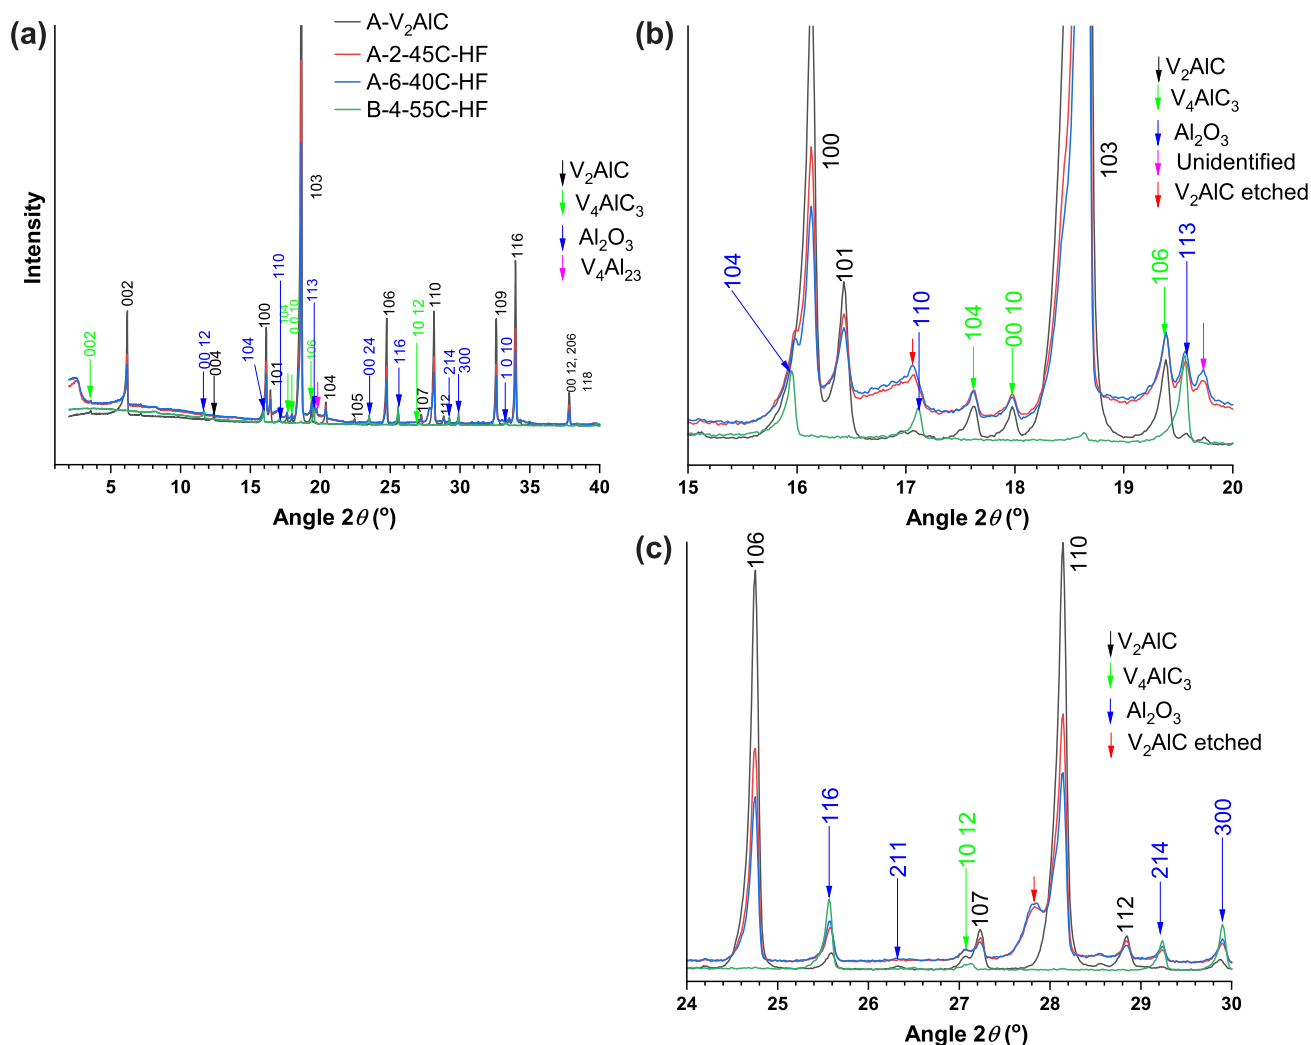 (a)
A-V₂AlC
A-2-45C-HF
A-6-40C-HF
B-4-55C-HF
V₂AlC
V₄AlC₃
Al₂O₃
V₄Al₂₃
Intensity
002
002
00 12
004
104
100
101
110
104
0 0 10
103
113
106
104
105
00 24
106
116
10 12
107
110
112
214
300
109
1 0 10
116
00 12, 206
118
5 10 15 20 25 30 35 40
Angle 2θ (°)
(b)
V₂AlC
V₄AlC₃
Al₂O₃
Unidentified
V₂AlC etched
104
100
101
110
104
00 10
103
106
113
15 16 17 18 19 20
Angle 2θ (°)
(c)
V₂AlC
V₄AlC₃
Al₂O₃
V₂AlC etched
106
116
211
10 12
107
110
112
214
300
24 25 26 27 28 29 30
Angle 2θ (°)